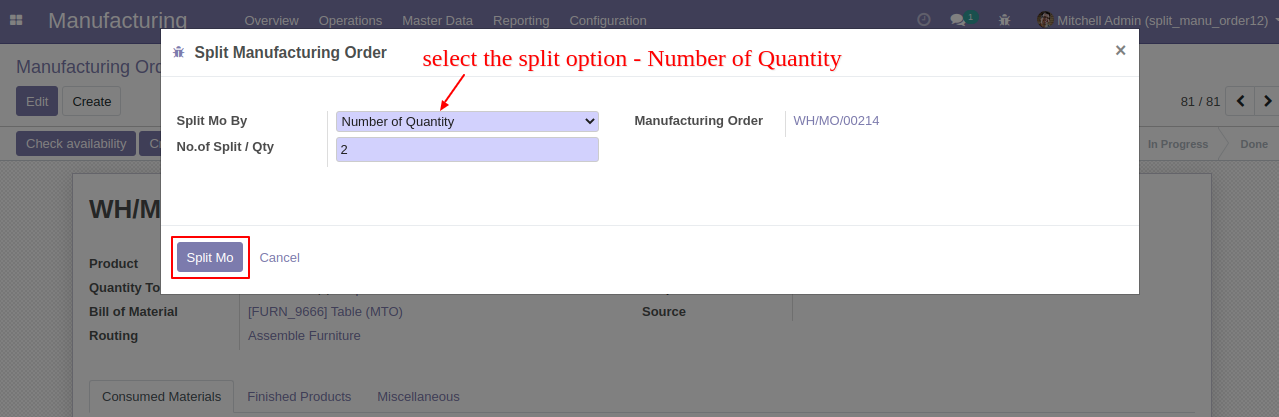 Manufacturing Overview Operations Master Data Reporting Configuration 1 Mitchell Admin (split_manu_order12)
Split Manufacturing Order ×
select the split option - Number of Quantity
Manufacturing Ord
Edit Create 81 / 81
Split Mo By Number of Quantity Manufacturing Order WH/MO/00214
No.of Split / Qty 2
Check availability In Progress Done
WH/M
Split Mo Cancel
Product
Quantity To
Bill of Material [FURN_9666] Table (MTO) Source
Routing Assemble Furniture
Consumed Materials Finished Products Miscellaneous